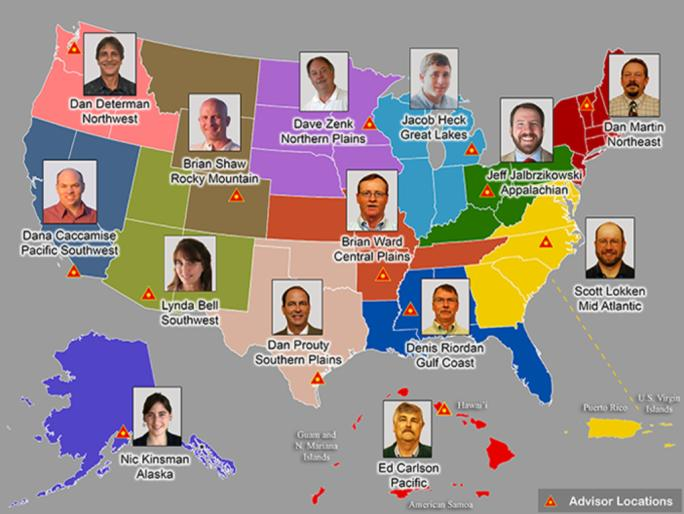 Dan Determan
Northwest
Dave Zenk
Northern Plains
Jacob Heck
Great Lakes
Dan Martin
Northeast
Brian Shaw
Rocky Mountain
Jeff Jalbrzikowski
Appalachian
Dana Caccamise
Pacific Southwest
Brian Ward
Central Plains
Lynda Bell
Southwest
Scott Lokken
Mid Atlantic
Dan Prouty
Southern Plains
Denis Riordan
Gulf Coast
Nic Kinsman
Alaska
Guam and
N. Mariana
Islands
Hawai'i
Ed Carlson
Pacific
American Samoa
Puerto Rico
U.S. Virgin
Islands
Advisor Locations